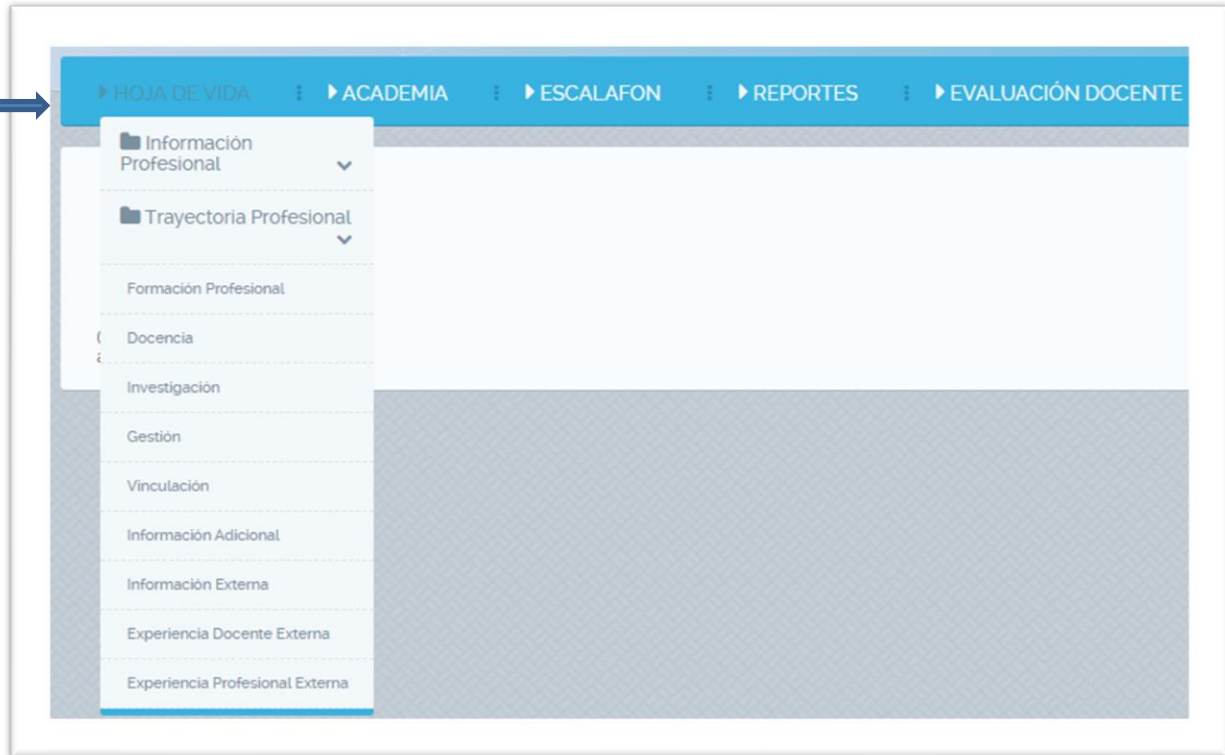 HOJA DE VIDA ACADEMIA ESCALAFON REPORTES EVALUACIÓN DOCENTE
Información
Profesional
Trayectoria Profesional
Formación Profesional
Docencia
Investigación
Gestión
Vinculación
Información Adicional
Información Externa
Experiencia Docente Externa
Experiencia Profesional Externa